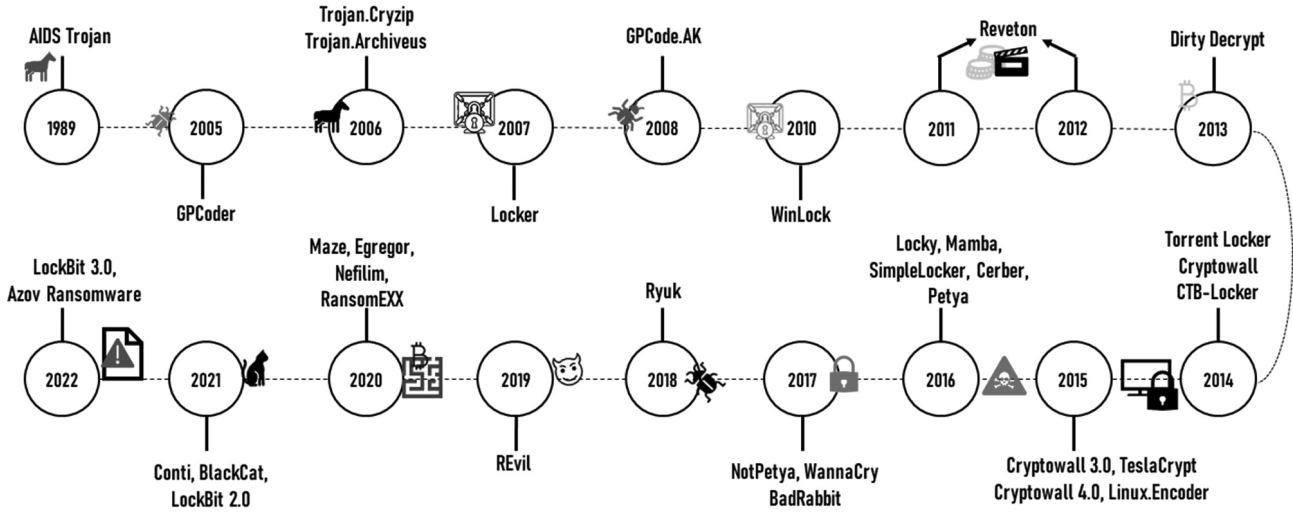 AIDS Trojan
1989
2005
GPCoder
Trojan.Cryzip
Trojan.Archiveus
2006
2007
Locker
GPCode.AK
2008
2010
WinLock
Reveton
2011
2012
Dirty Decrypt
2013
Torrent Locker
Cryptowall
CTB-Locker
2014
2015
Cryptowall 3.0, TeslaCrypt
Cryptowall 4.0, Linux.Encoder
Locky, Mamba,
SimpleLocker, Cerber,
Petya
2016
2017
NotPetya, WannaCry
BadRabbit
Ryuk
2018
2019
REvil
Maze, Egregor,
Nefilim,
RansomEXX
2020
2021
Conti, BlackCat,
LockBit 2.0
LockBit 3.0,
Azov Ransomware
2022